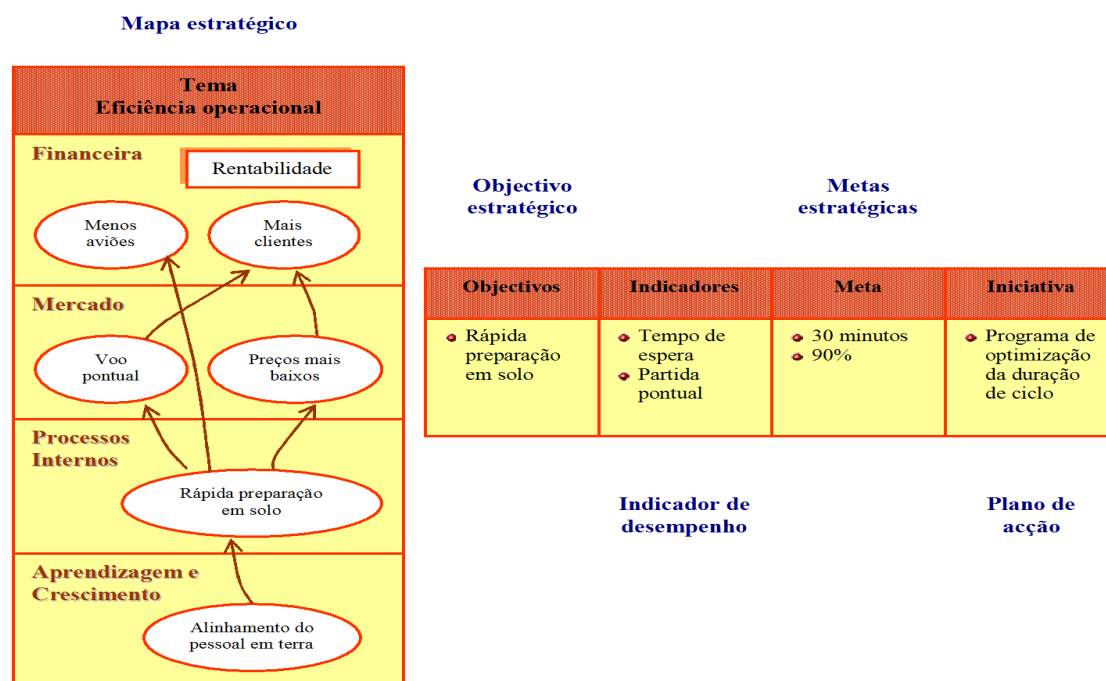 Mapa estratégico
Tema
Eficiência operacional
Financeira
Rentabilidade
Menos
aviões
Mais
clientes
Mercado
Voo
pontual
Preços mais
baixos
Processos
Internos
Rápida preparação
em solo
Aprendizagem e
Crescimento
Alinhamento do
pessoal em terra
Objectivo
estratégico
Metas
estratégicas
Objectivos
Indicadores
Meta
Iniciativa
Rápida
preparação
em solo
Tempo de
espera
Partida
pontual
30 minutos
90%
Programa de
optimização
da duração
de ciclo
Indicador de
desempenho
Plano de
acção